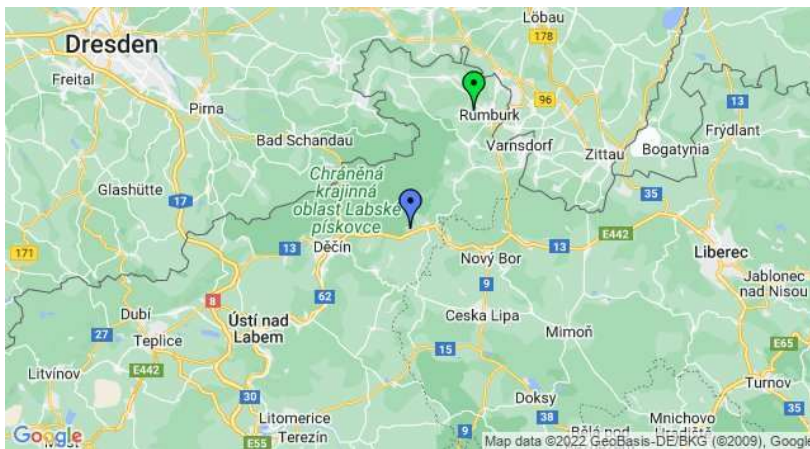 Löbau
178
Dresden
Freital
Pirna
Rumburk
96
13
Frýdlant
Varnsdorf
Zittau
Bogatynia
Bad Schandau
Chráněná
krajinná
oblast Labské
pískovce
Glashütte
17
35
E442
171
13
Děčín
Nový Bor
13
Liberec
Jablonec
nad Nisou
8
62
9
Dubí
Ústí nad
Labem
Ceska Lipa
Mimoň
27
Teplice
E442
15
E65
Turnov
Litvínov
30
Doksy
35
Litomerice
38
Mnichovo
Terezín
E55
9
Bělá pod
Google
Map data ©2022 GeoBasis-DE/BKG (©2009), Google